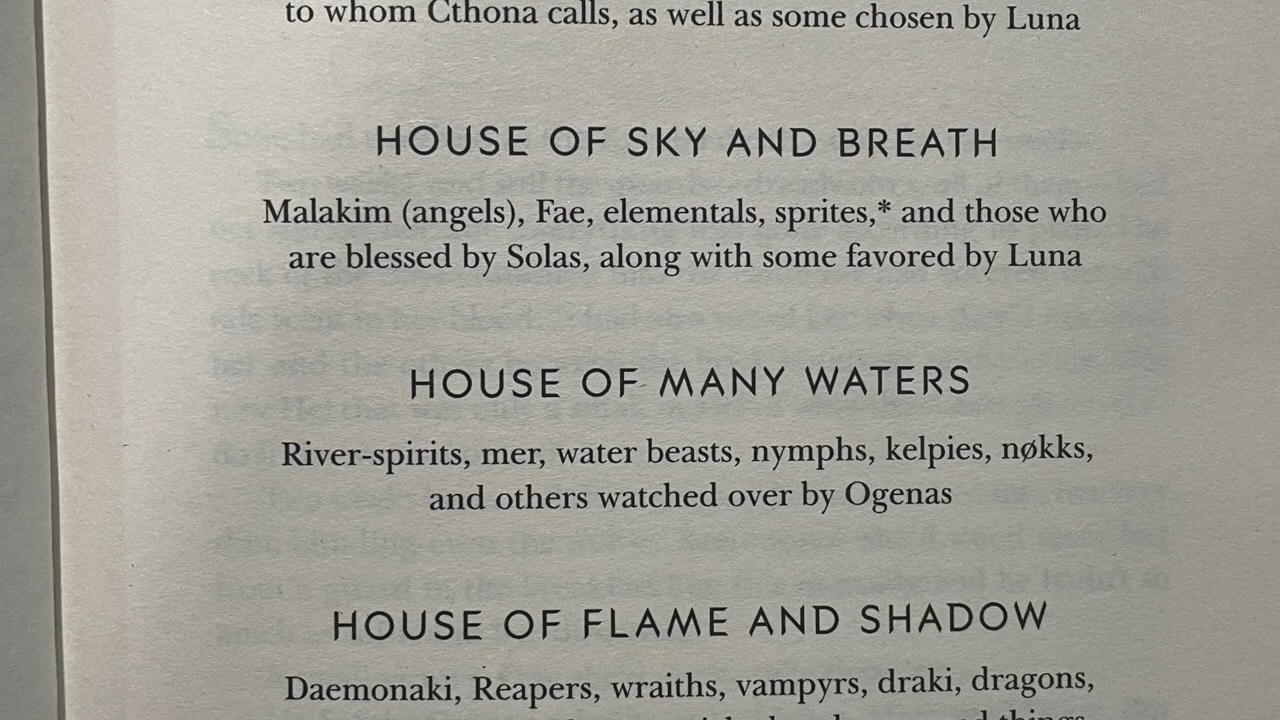 to whom Cthona calls, as well as some chosen by Luna
HOUSE OF SKY AND BREATH
Malakim (angels), Fae, elementals, sprites,* and those who
are blessed by Solas, along with some favored by Luna
HOUSE OF MANY WATERS
River-spirits, mer, water beasts, nymphs, kelpies, nøkks,
and others watched over by Ogenas
HOUSE OF FLAME AND SHADOW
Daemonaki, Reapers, wraiths, vampyrs, draki, dragons,